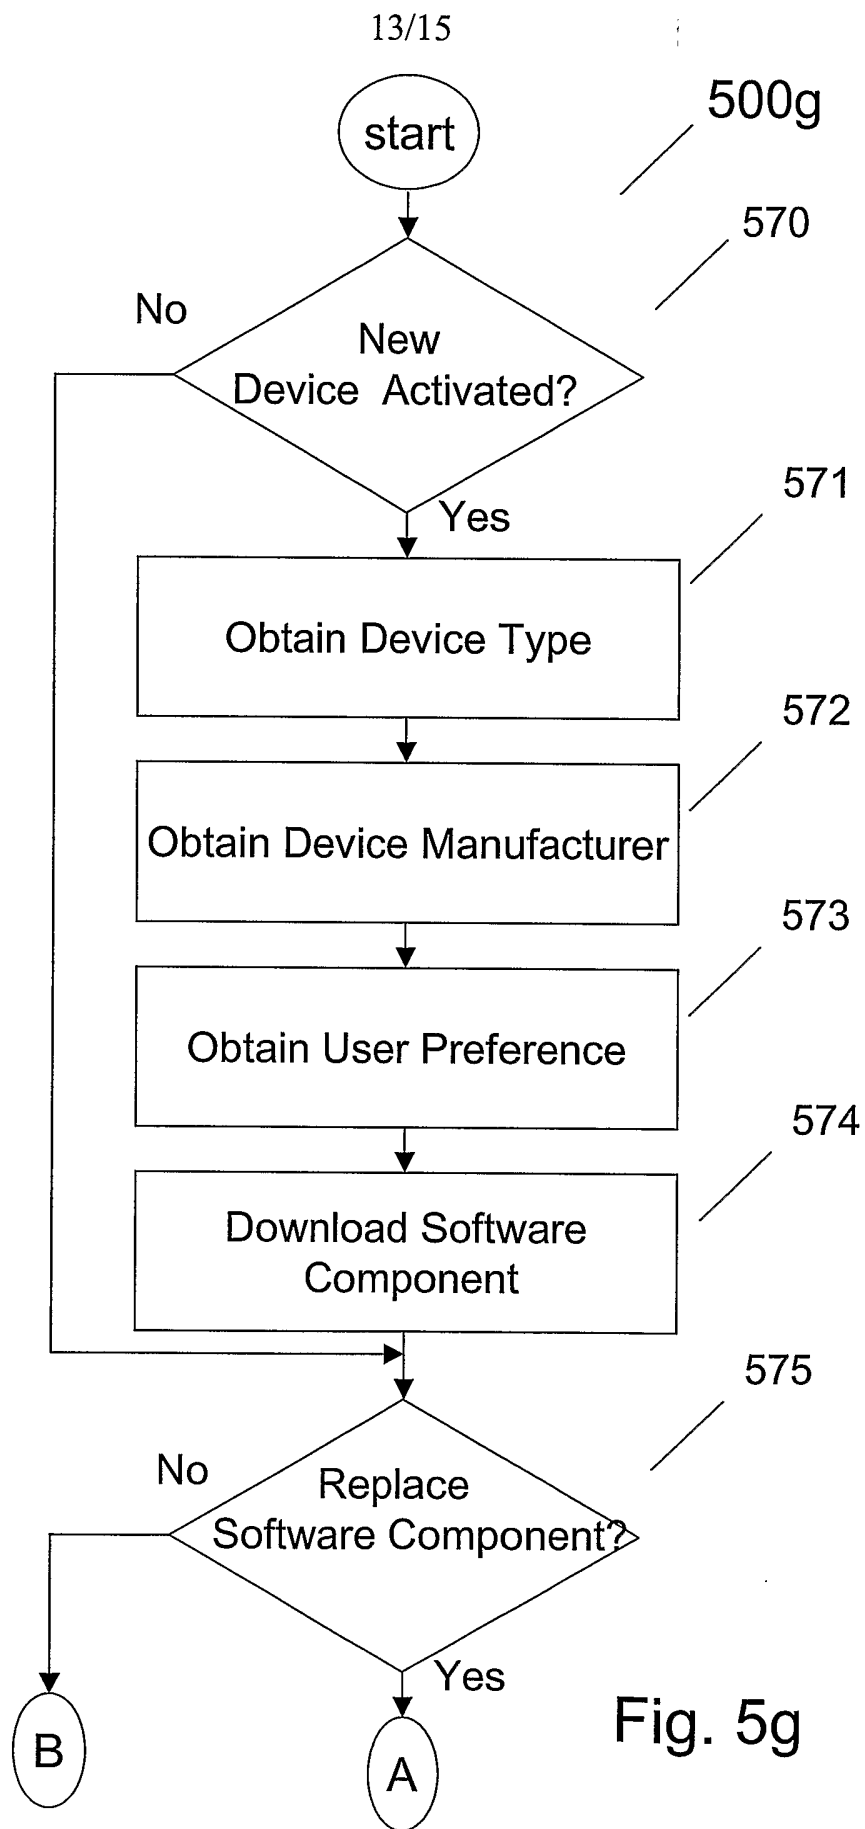 13/15
start
500g
570
No
New
Device Activated?
571
Yes
Obtain Device Type
572
Obtain Device Manufacturer
573
Obtain User Preference
574
Download Software
Component
575
No
Replace
Software Component?
Yes
Fig. 5g
B
A